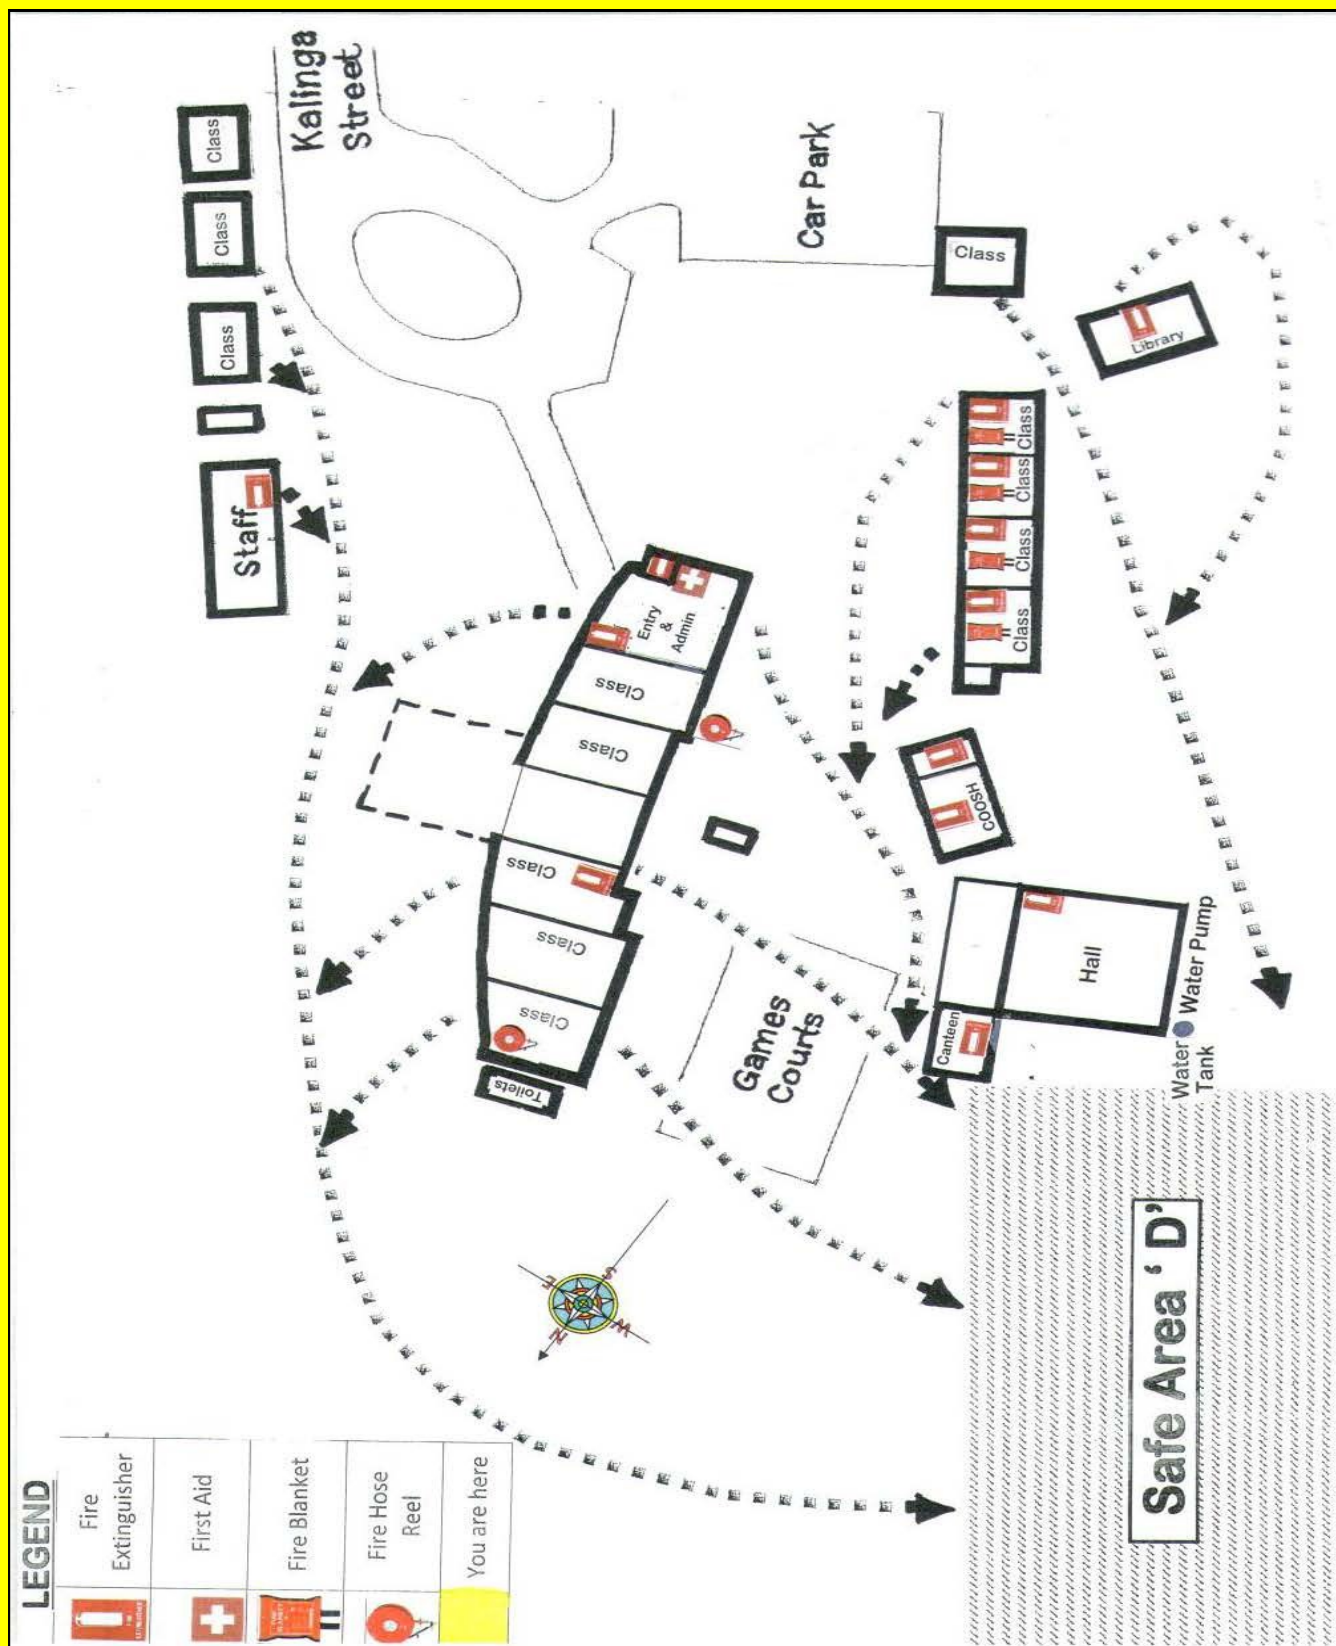 Kalinga
Street
Class
Class
Class
Staff
Car Park
Class
Library
Class
Class
Class
Class
Entry
&
Admin
Class
Class
Class
Class
Class
Toilets
COOSH
Hall
Canteen
Water Pump
Water
Tank
Games
Courts
E
S
N
W
Safe Area ' D'
LEGEND
Fire
Extinguisher
First Aid
Fire Blanket
Fire Hose
Reel
You are here